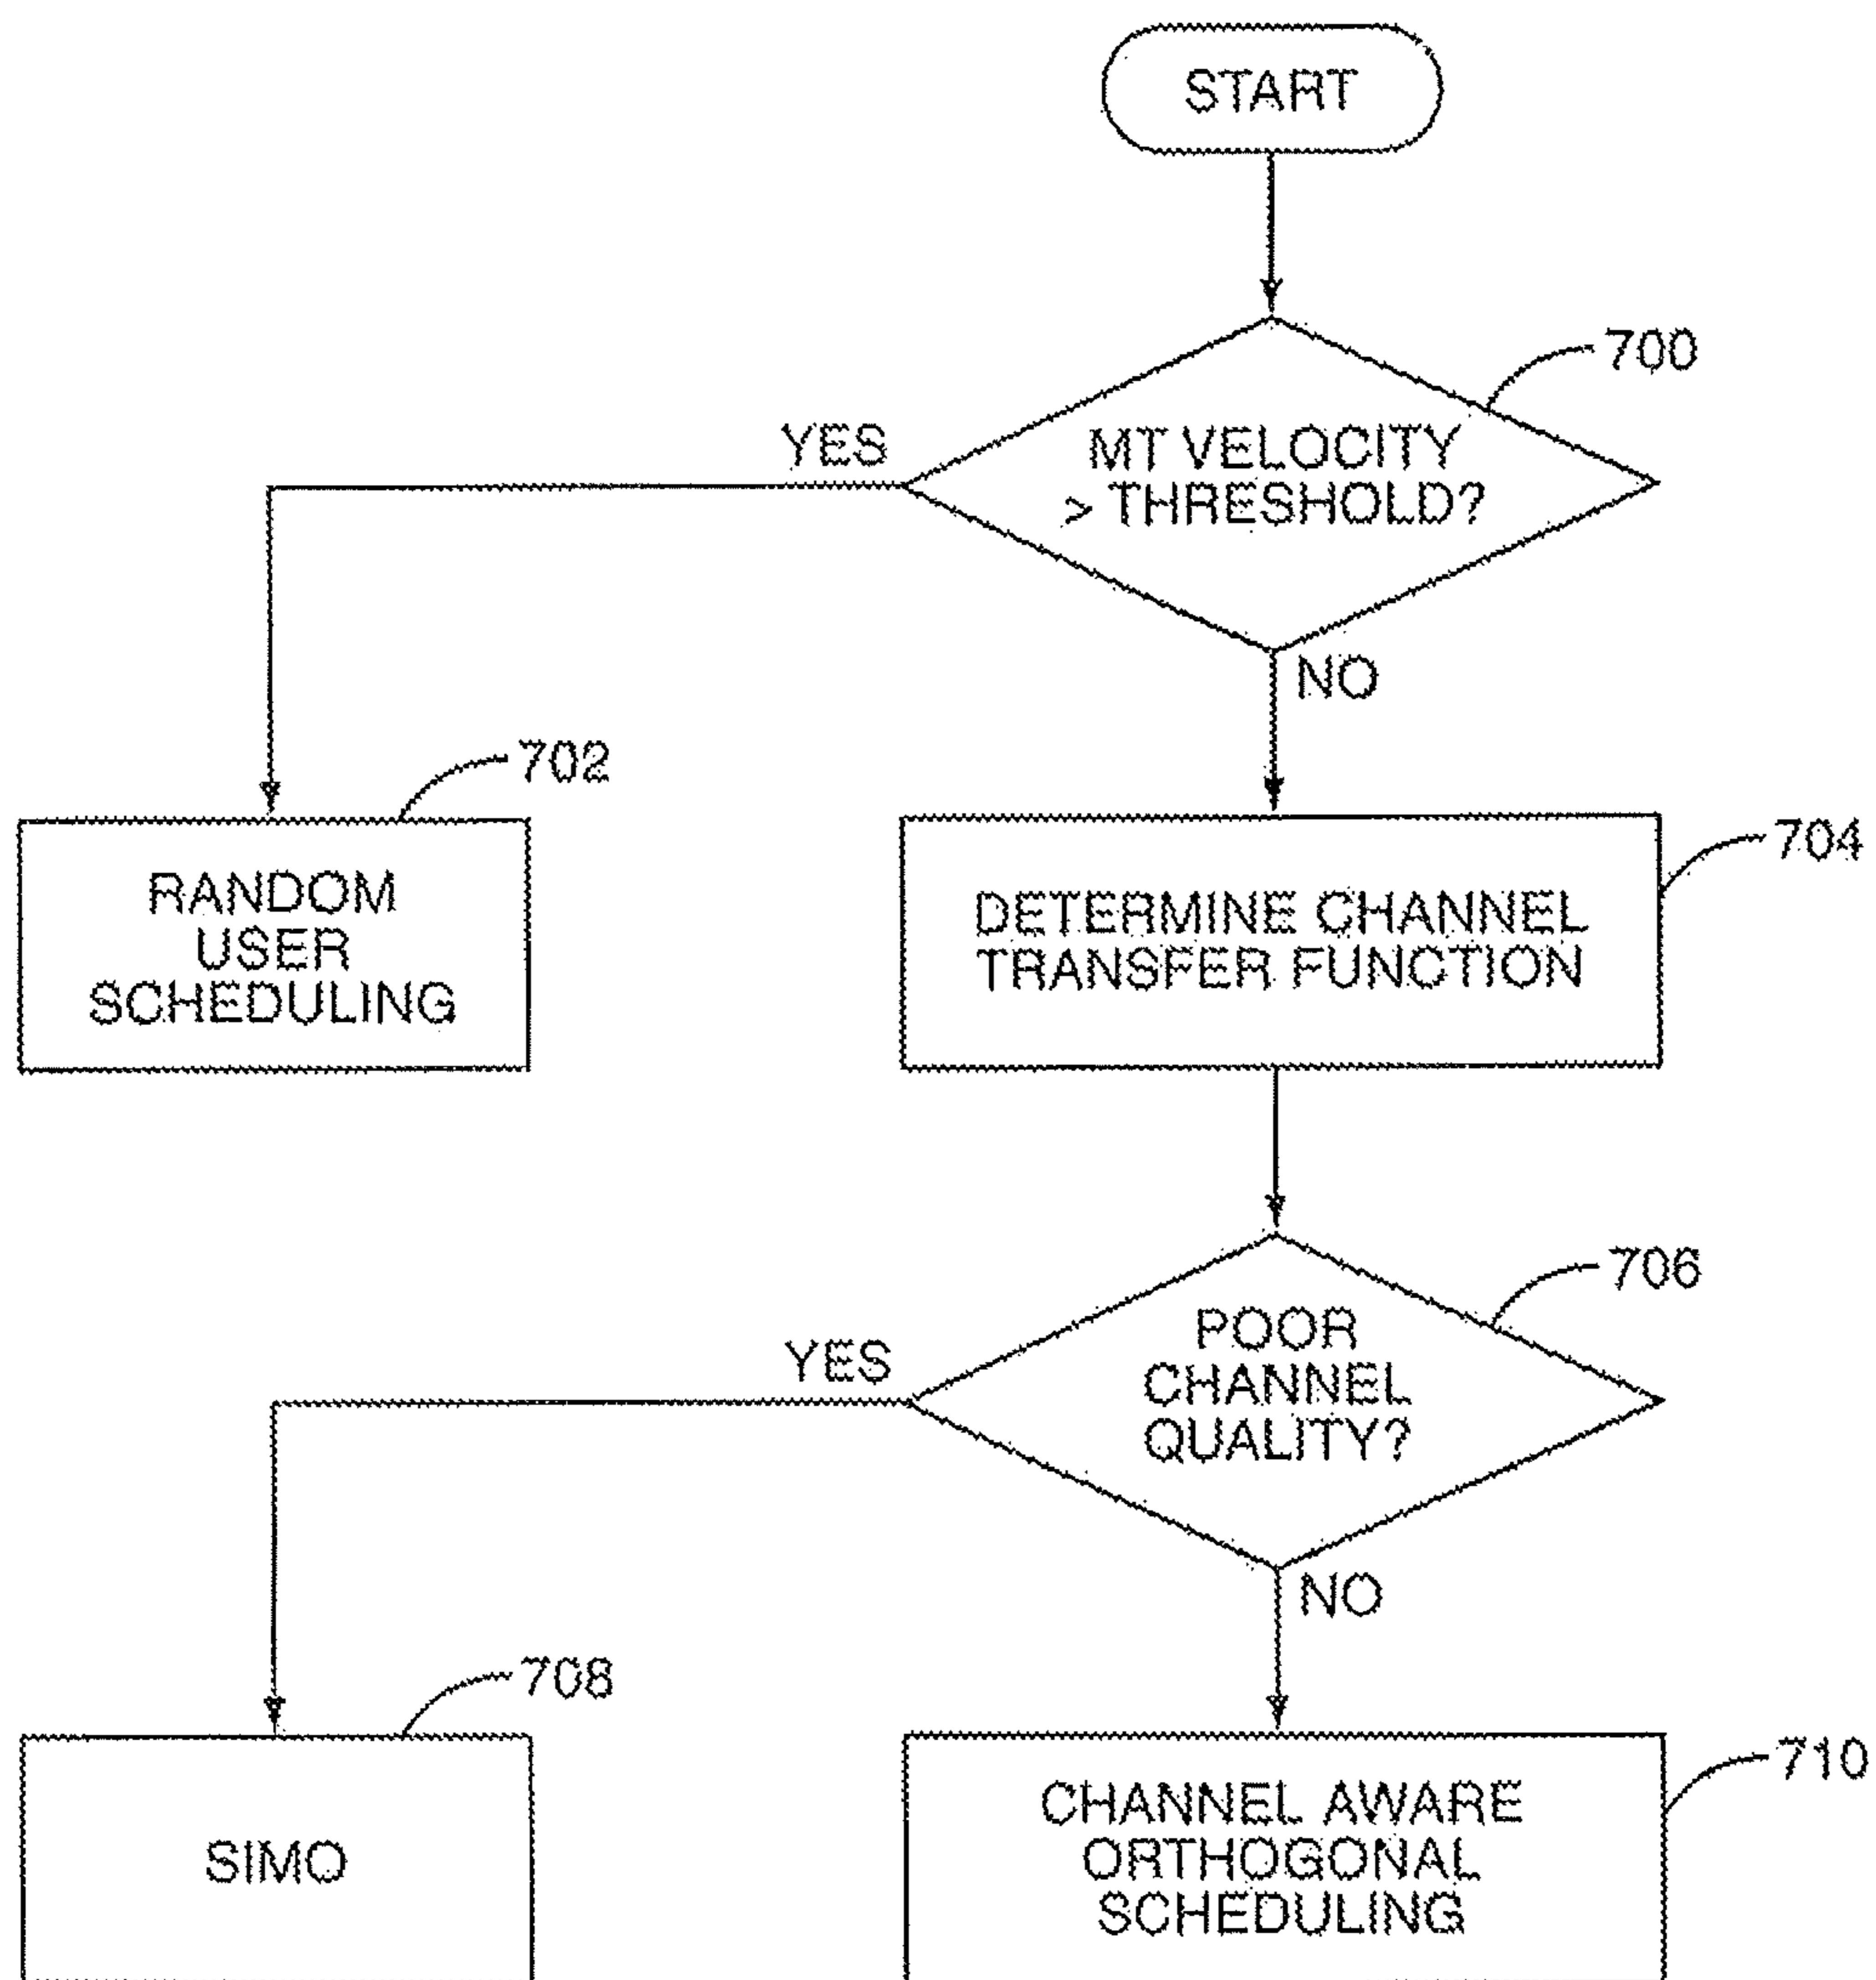 START
700
YES
MT VELOCITY
> THRESHOLD?
NO
702
RANDOM
USER
SCHEDULING
704
DETERMINE CHANNEL
TRANSFER FUNCTION
706
YES
POOR
CHANNEL
QUALITY?
NO
708
SIMO
710
CHANNEL AWARE
ORTHOGONAL
SCHEDULING